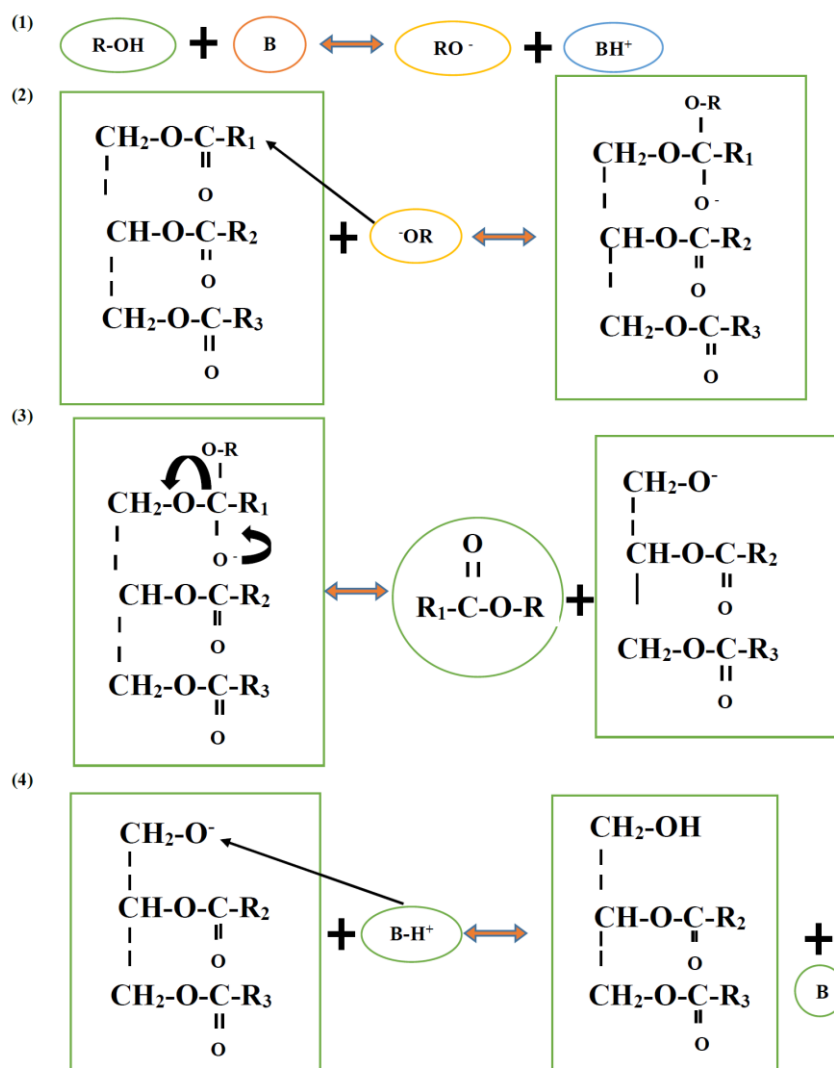 (1)
R-OH + B RO - + BH+
(2)
O-R
CH2-O-C-R1 CH2-O-C-R1
O O -
CH-O-C-R2 + -OR CH-O-C-R2
O O
CH2-O-C-R3 CH2-O-C-R3
O O
(3)
O-R
CH2-O-C-R1 CH2-O-
O - O
CH-O-C-R2 R1-C-O-R + CH-O-C-R2
O O
CH2-O-C-R3 CH2-O-C-R3
O O
(4)
CH2-O- CH2-OH
CH-O-C-R2 + B-H+ CH-O-C-R2 +
O O
CH2-O-C-R3 CH2-O-C-R3 B
O O